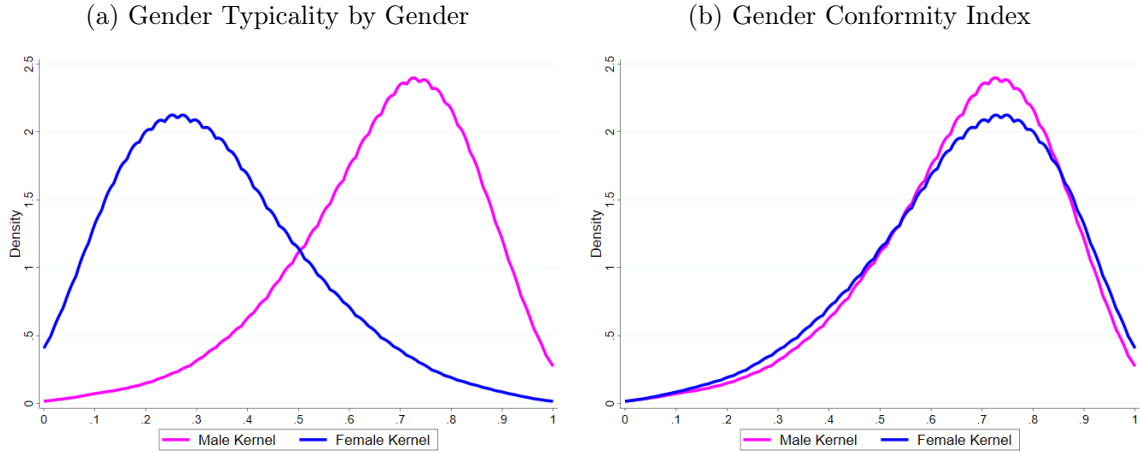 (a) Gender Typicality by Gender
(b) Gender Conformity Index
Density
2.5
2
1.5
1
.5
0
0 .1 .2 .3 .4 .5 .6 .7 .8 .9 1
Male Kernel Female Kernel
Density
2.5
2
1.5
1
.5
0
0 .1 .2 .3 .4 .5 .6 .7 .8 .9 1
Male Kernel Female Kernel